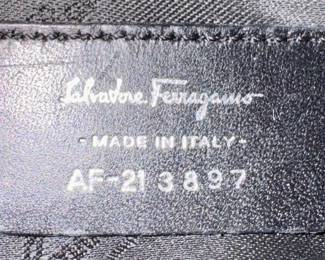 Salvatore Ferragamo
- MADE IN ITALY -
AF-21 3897